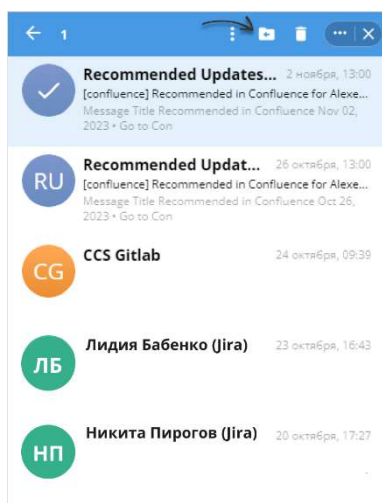 1
Recommended Updates... 2 ноября, 13:00
[confluence] Recommended in Confluence for Alexe...
Message Title Recommended in Confluence Nov 02,
2023 • Go to Con
RU
Recommended Updat... 26 октября, 13:00
[confluence] Recommended in Confluence for Alexe...
Message Title Recommended in Confluence Oct 26,
2023 • Go to Con
CG
CCS Gitlab 24 октября, 09:39
ЛБ
Лидия Бабенко (Jira) 23 октября, 16:43
НП
Никита Пирогов (Jira) 20 октября, 17:27